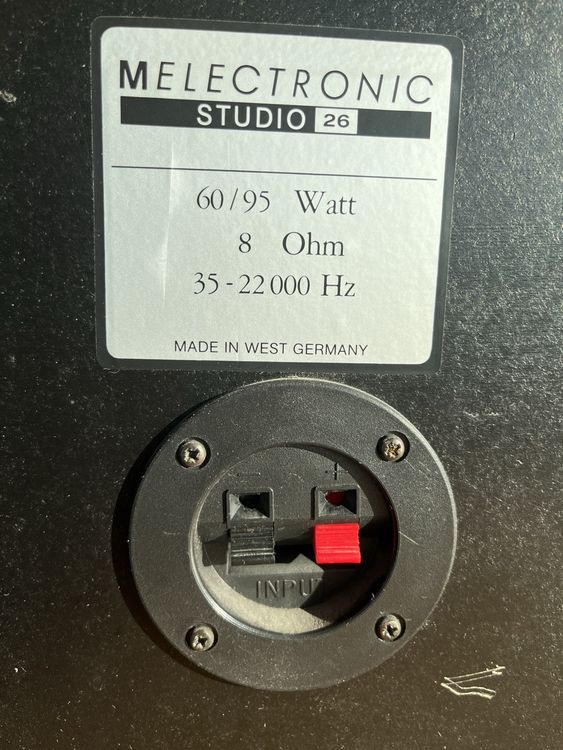 MELECTRONIC
STUDIO 26
60/95 Watt
8 Ohm
35-22000 Hz
MADE IN WEST GERMANY
- +
INPUT